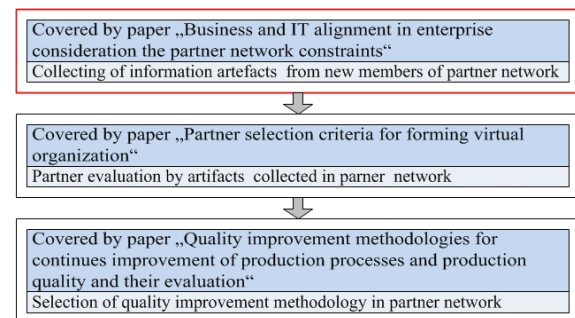 Covered by paper „Business and IT alignment in enterprise
consideration the partner network constraints“
Collecting of information artefacts from new members of partner network
Covered by paper „Partner selection criteria for forming virtual
organization“
Partner evaluation by artifacts collected in parner network
Covered by paper „Quality improvement methodologies for
continues improvement of production processes and production
quality and their evaluation“
Selection of quality improvement methodology in partner network